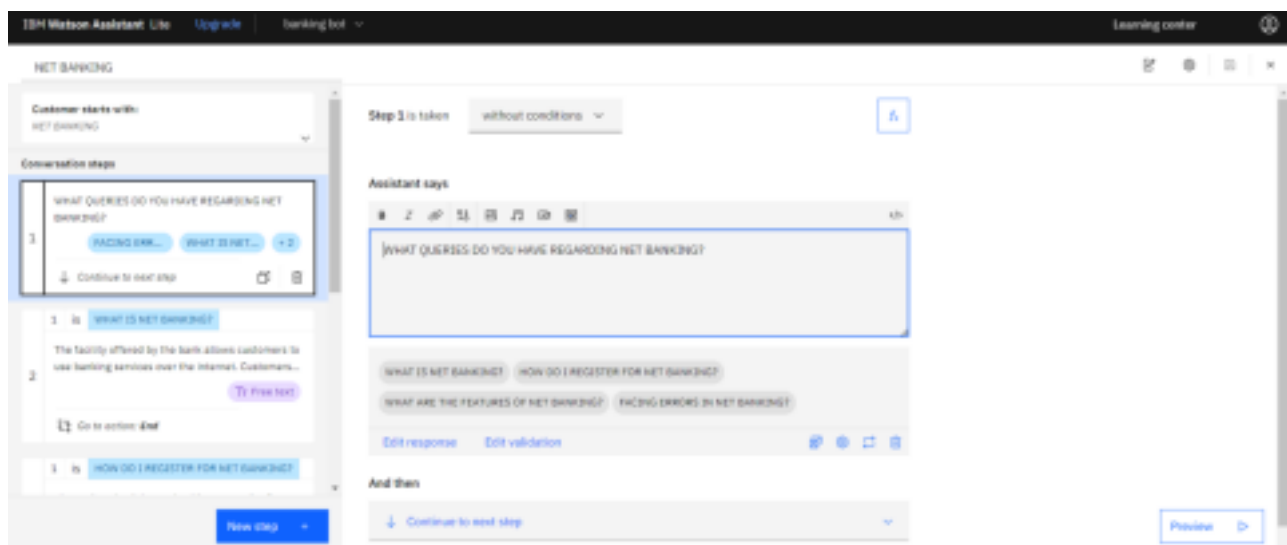 IBM Watson Assistant Lite Upgrade banking bot Learning center
NET BANKING
Customer starts with:
NET BANKING
Conversation steps
1
WHAT QUERIES DO YOU HAVE REGARDING NET
BANKING?
FACING ERR... WHAT IS NET... + 2
Continue to next step
2
1 is WHAT IS NET BANKING?
The facility offered by the bank allows customers to
use banking services over the internet. Customers...
Free text
Go to action: End
1 is HOW DO I REGISTER FOR NET BANKING?
New step +
Step 1 is taken without conditions
fx
Assistant says
B I
</>
WHAT QUERIES DO YOU HAVE REGARDING NET BANKING?
WHAT IS NET BANKING? HOW DO I REGISTER FOR NET BANKING?
WHAT ARE THE FEATURES OF NET BANKING? FACING ERRORS IN NET BANKING?
Edit response Edit validation
And then
Continue to next step
Preview